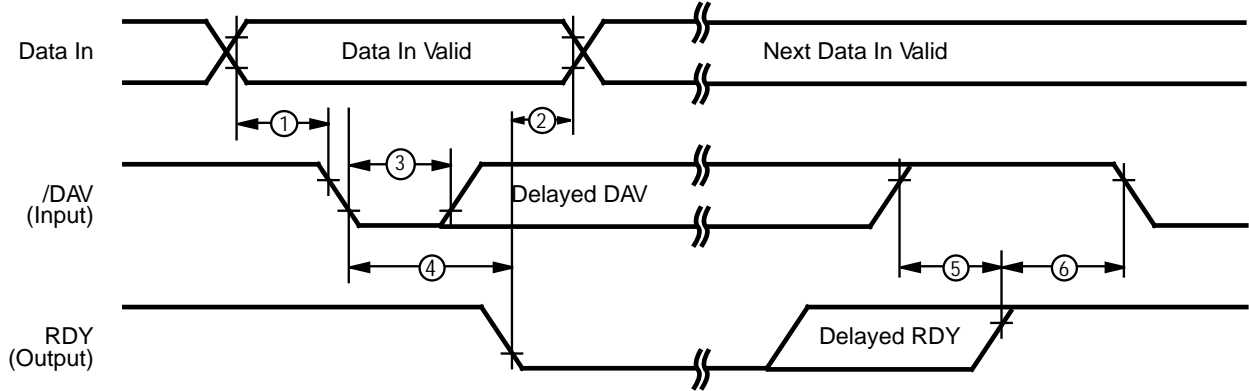 Data In
Data In Valid
Next Data In Valid
1
2
3
/DAV
(Input)
Delayed DAV
4
5
6
RDY
(Output)
Delayed RDY